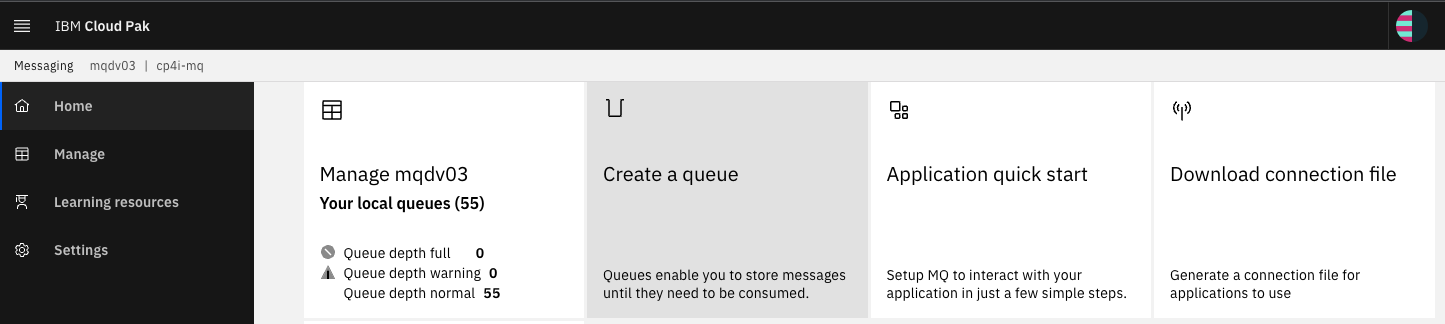 IBM Cloud Pak
Messaging mqdv03 | cp4i-mq
Home
Manage
Learning resources
Settings
Manage mqdv03
Your local queues (55)
Queue depth full 0
Queue depth warning 0
Queue depth normal 55
Create a queue
Queues enable you to store messages
until they need to be consumed.
Application quick start
Setup MQ to interact with your
application in just a few simple steps.
Download connection file
Generate a connection file for
applications to use